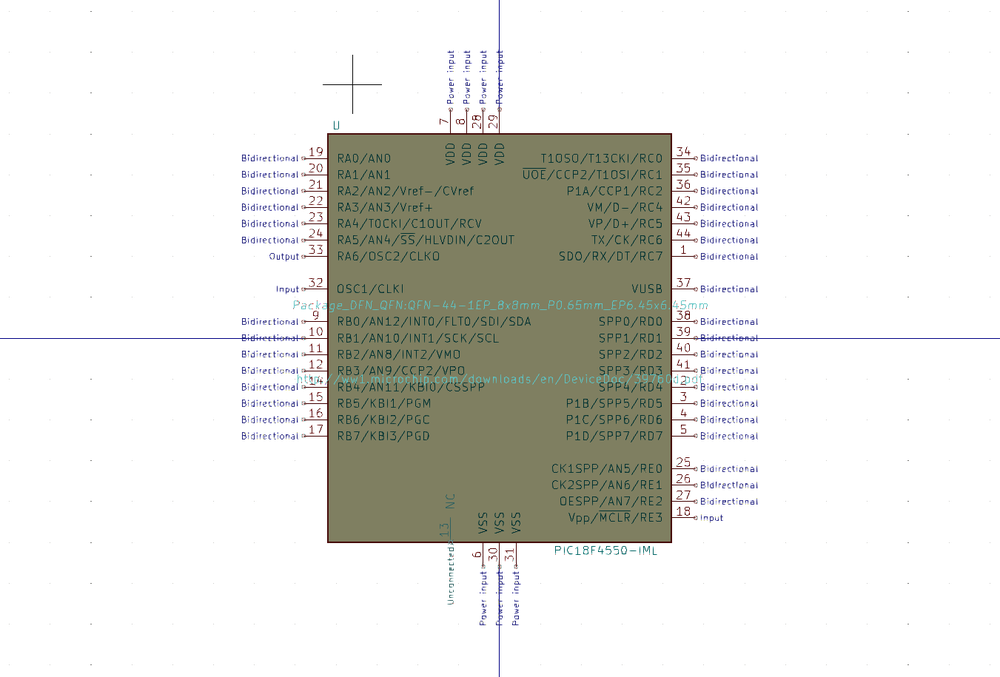 Power input Power input Power input Power input
7 8 28 29
U
VDD VDD VDD VDD
Bidirectional 19 RA0/AN0 T1OSO/T13CKI/RC0 34 Bidirectional
Bidirectional 20 RA1/AN1 UOE/CCP2/T1OSI/RC1 35 Bidirectional
Bidirectional 21 RA2/AN2/Vref-/CVref P1A/CCP1/RC2 36 Bidirectional
Bidirectional 22 RA3/AN3/Vref+ VM/D-/RC4 42 Bidirectional
Bidirectional 23 RA4/T0CKI/C1OUT/RCV VP/D+/RC5 43 Bidirectional
Bidirectional 24 RA5/AN4/SS/HLVDIN/C2OUT TX/CK/RC6 44 Bidirectional
Output 33 RA6/OSC2/CLKO SDO/RX/DT/RC7 1 Bidirectional
Input 32 OSC1/CLKI VUSB 37 Bidirectional
Package_DFN_QFN:QFN-44-1EP_8x8mm_P0.65mm_EP6.45x6.45mm
Bidirectional 9 RB0/AN12/INT0/FLT0/SDI/SDA SPP0/RD0 38 Bidirectional
Bidirectional 10 RB1/AN10/INT1/SCK/SCL SPP1/RD1 39 Bidirectional
Bidirectional 11 RB2/AN8/INT2/VMO SPP2/RD2 40 Bidirectional
Bidirectional 12 RB3/AN9/CCP2/VPO SPP3/RD3 41 Bidirectional
http://ww1.microchip.com/downloads/en/DeviceDoc/39760d.pdf
Bidirectional 14 RB4/AN11/KBI0/CSSPP SPP4/RD4 2 Bidirectional
Bidirectional 15 RB5/KBI1/PGM P1B/SPP5/RD5 3 Bidirectional
Bidirectional 16 RB6/KBI2/PGC P1C/SPP6/RD6 4 Bidirectional
Bidirectional 17 RB7/KBI3/PGD P1D/SPP7/RD7 5 Bidirectional
CK1SPP/AN5/RE0 25 Bidirectional
CK2SPP/AN6/RE1 26 Bidirectional
OESPP/AN7/RE2 27 Bidirectional
Vpp/MCLR/RE3 18 Input
NC VSS VSS VSS
13 6 30 31
PIC18F4550-IML
Unconnected Power input Power input Power input